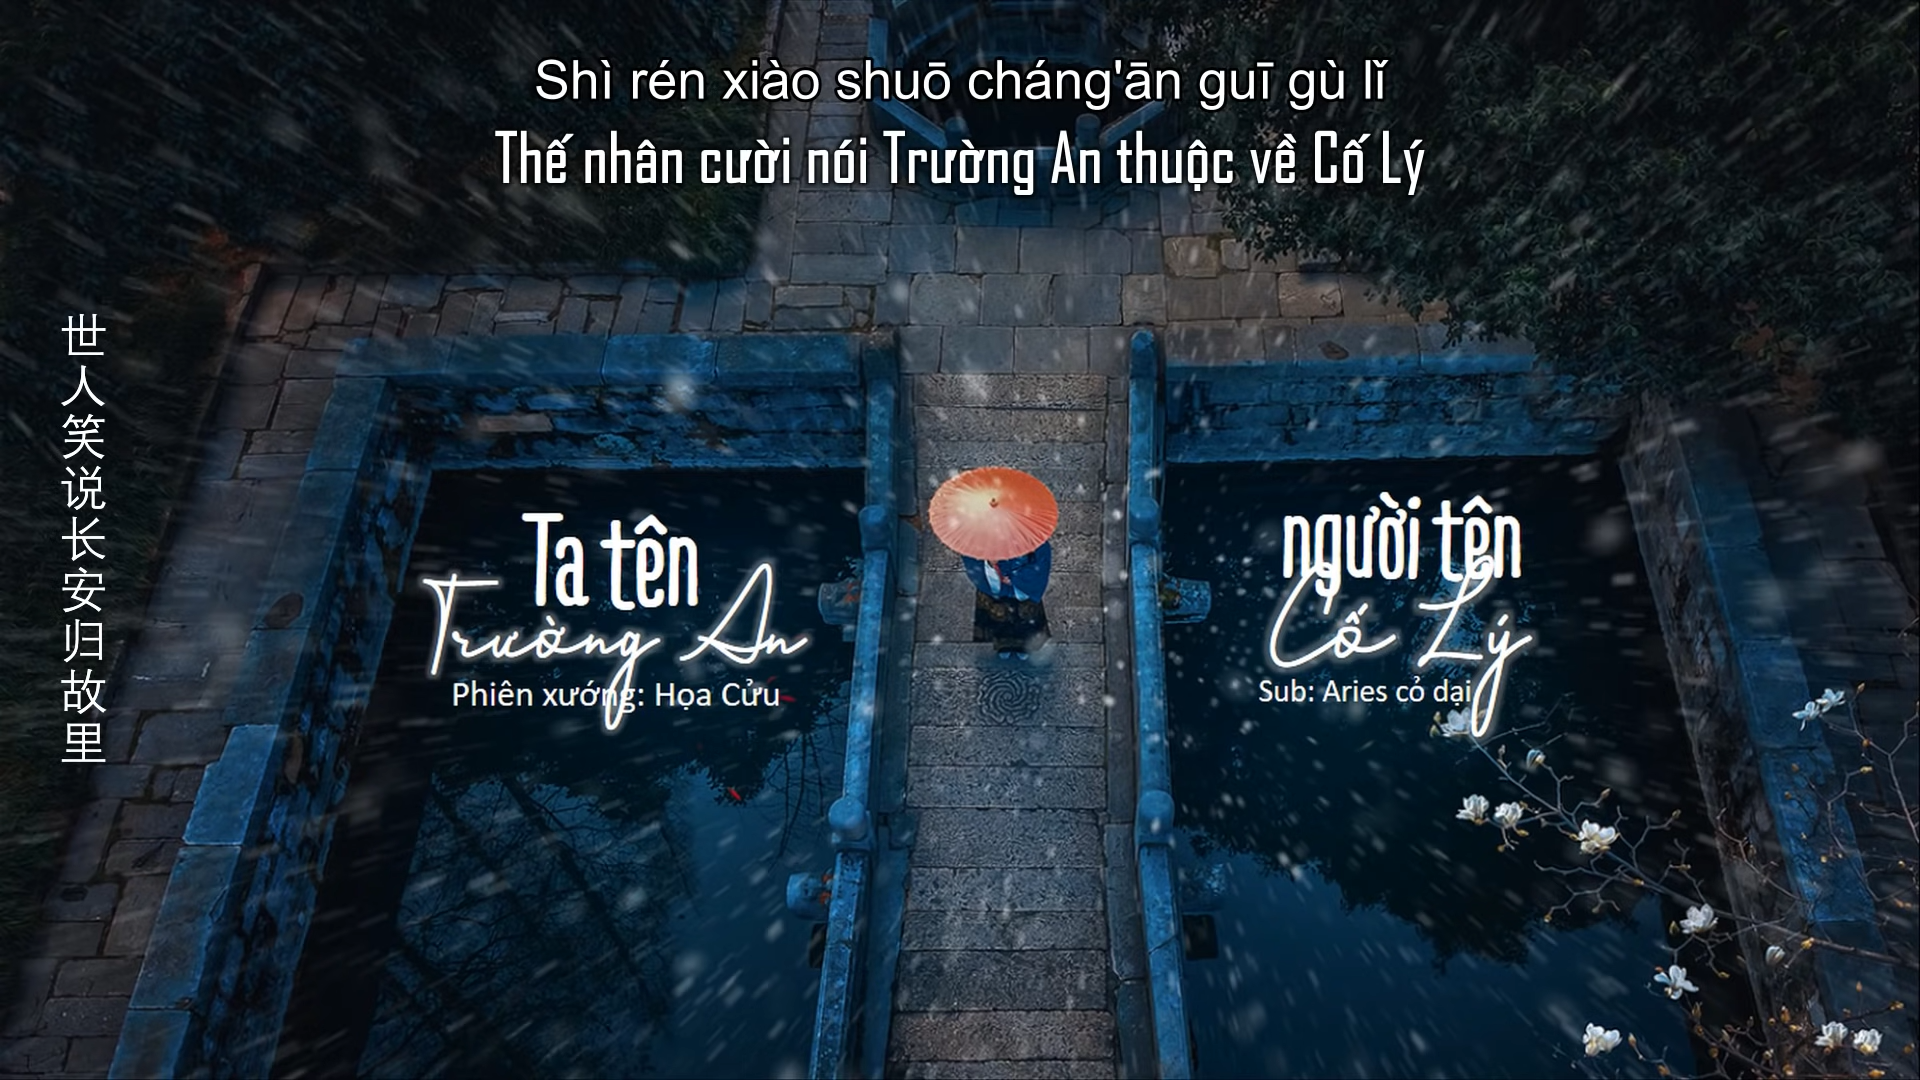 Shì rén xiào shuō cháng'ān guī gù lǐ
Thế nhân cười nói Trường An thuộc về Cố Lý
世人笑说长安归故里
Ta tên
Trường An
Phiên xướng: Họa Cửu
người tên
Cố Lý
Sub: Aries cỏ dại